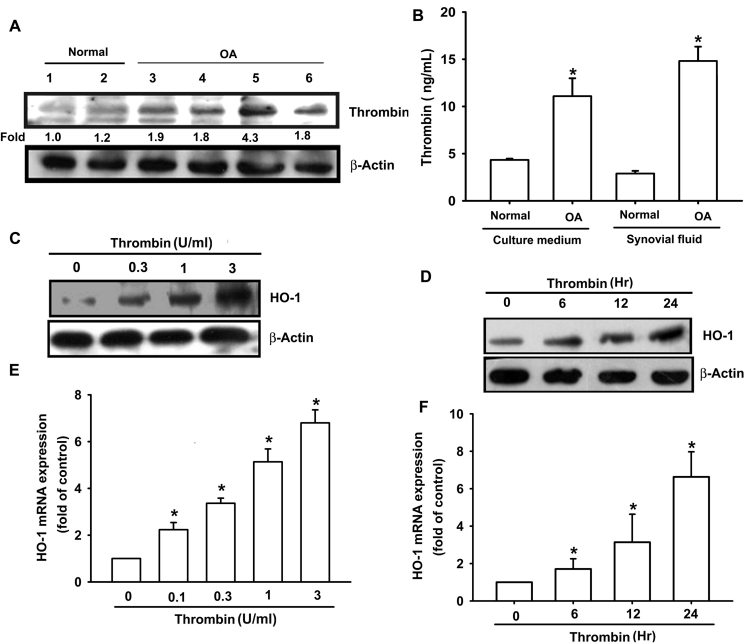 A
Normal OA
1 2 3 4 5 6
Thrombin
Fold 1.0 1.2 1.9 1.8 4.3 1.8
β-Actin
B
Thrombin ( ng/mL)
20
15
10
5
0
* *
Normal OA Normal OA
Culture medium Synovial fluid
C
Thrombin (U/ml)
0 0.3 1 3
HO-1
β-Actin
D
Thrombin (Hr)
0 6 12 24
HO-1
β-Actin
E
HO-1 mRNA expression
(fold of control)
8
6
4
2
0
* * * *
0 0.1 0.3 1 3
Thrombin (U/ml)
F
HO-1 mRNA expression
(fold of control)
10
8
6
4
2
0
* * *
0 6 12 24
Thrombin (Hr)